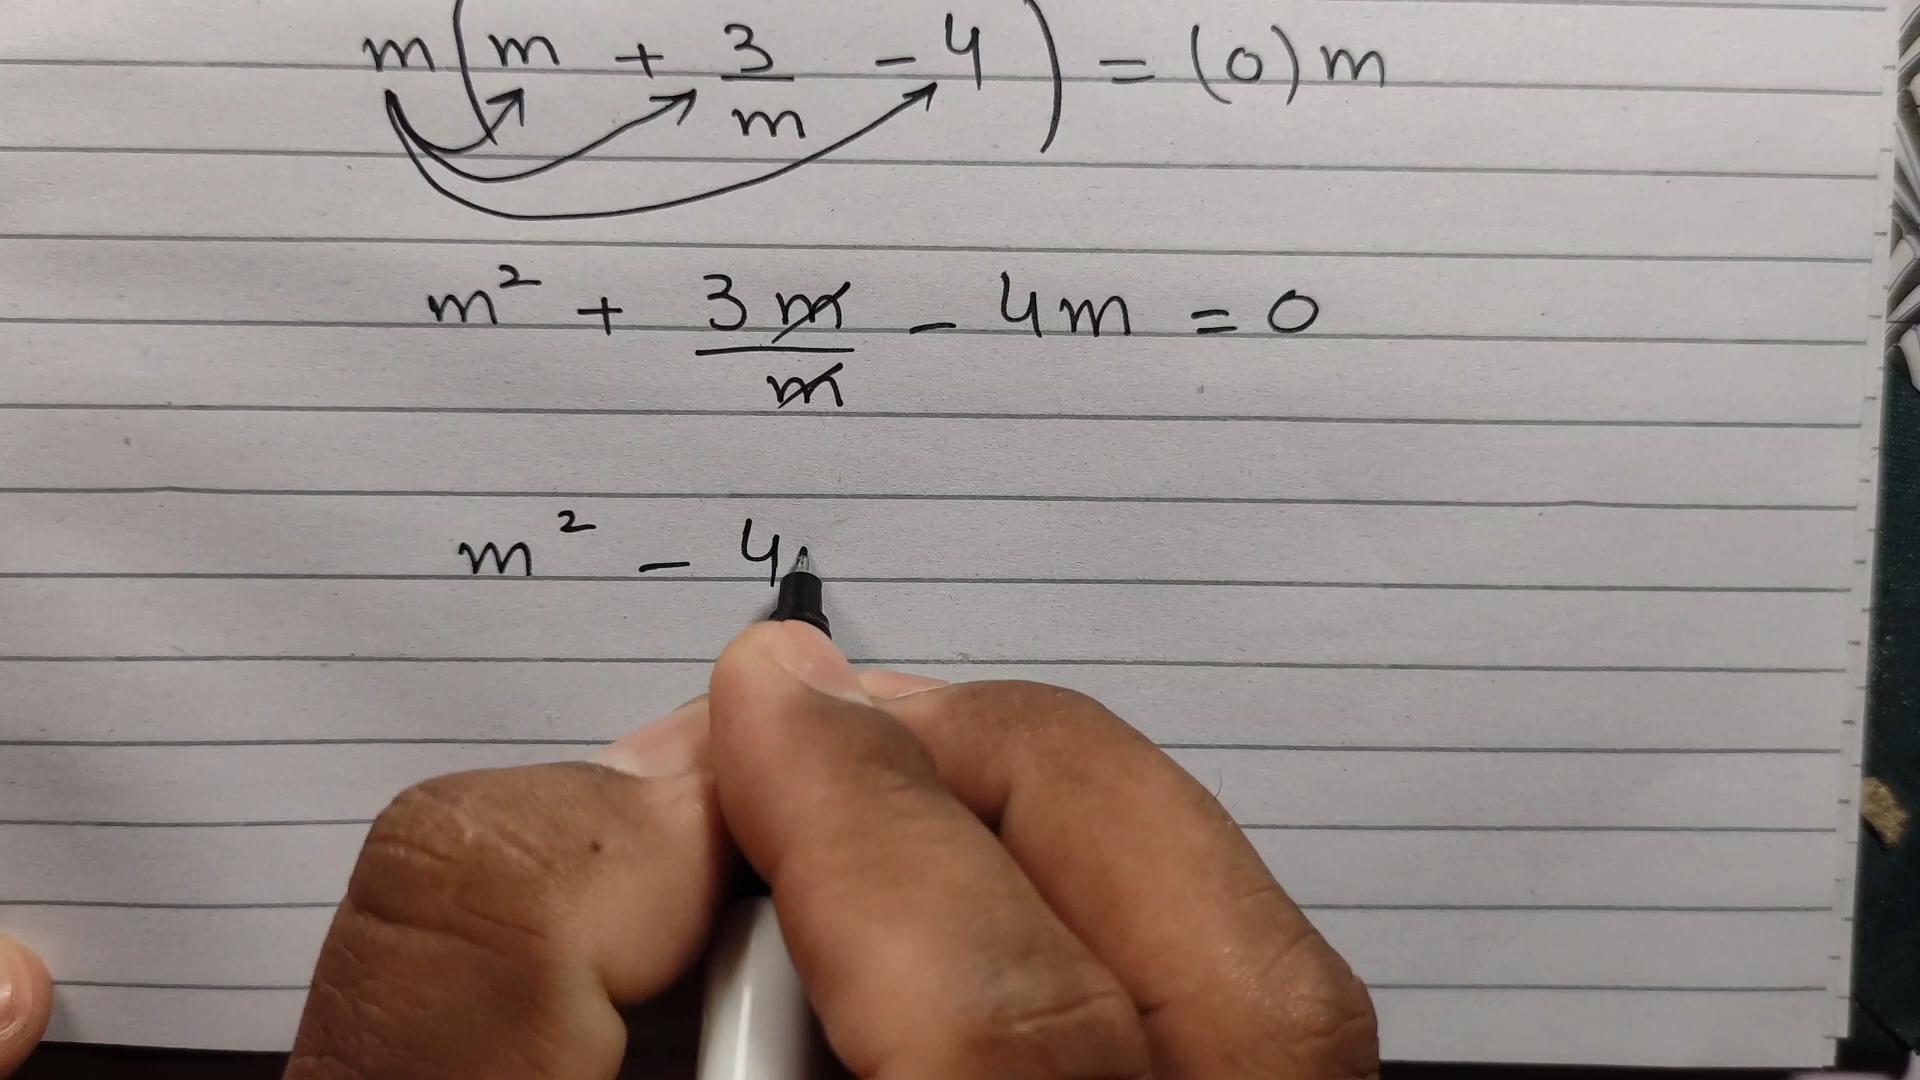 m(m + 3/m - 4) = (0)m
m² + 3m/m - 4m = 0
m² - 4